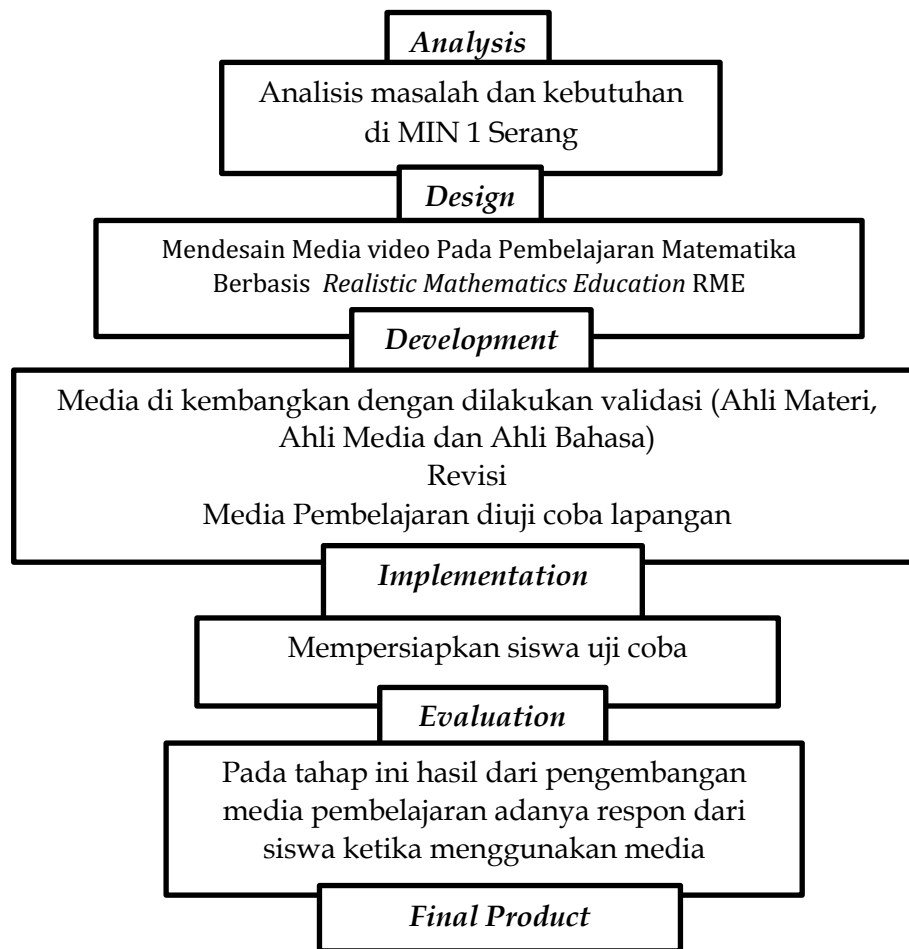 Analysis
Analisis masalah dan kebutuhan
di MIN 1 Serang
Design
Mendesain Media video Pada Pembelajaran Matematika
Berbasis Realistic Mathematics Education RME
Development
Media di kembangkan dengan dilakukan validasi (Ahli Materi,
Ahli Media dan Ahli Bahasa)
Revisi
Media Pembelajaran diuji coba lapangan
Implementation
Mempersiapkan siswa uji coba
Evaluation
Pada tahap ini hasil dari pengembangan
media pembelajaran adanya respon dari
siswa ketika menggunakan media
Final Product